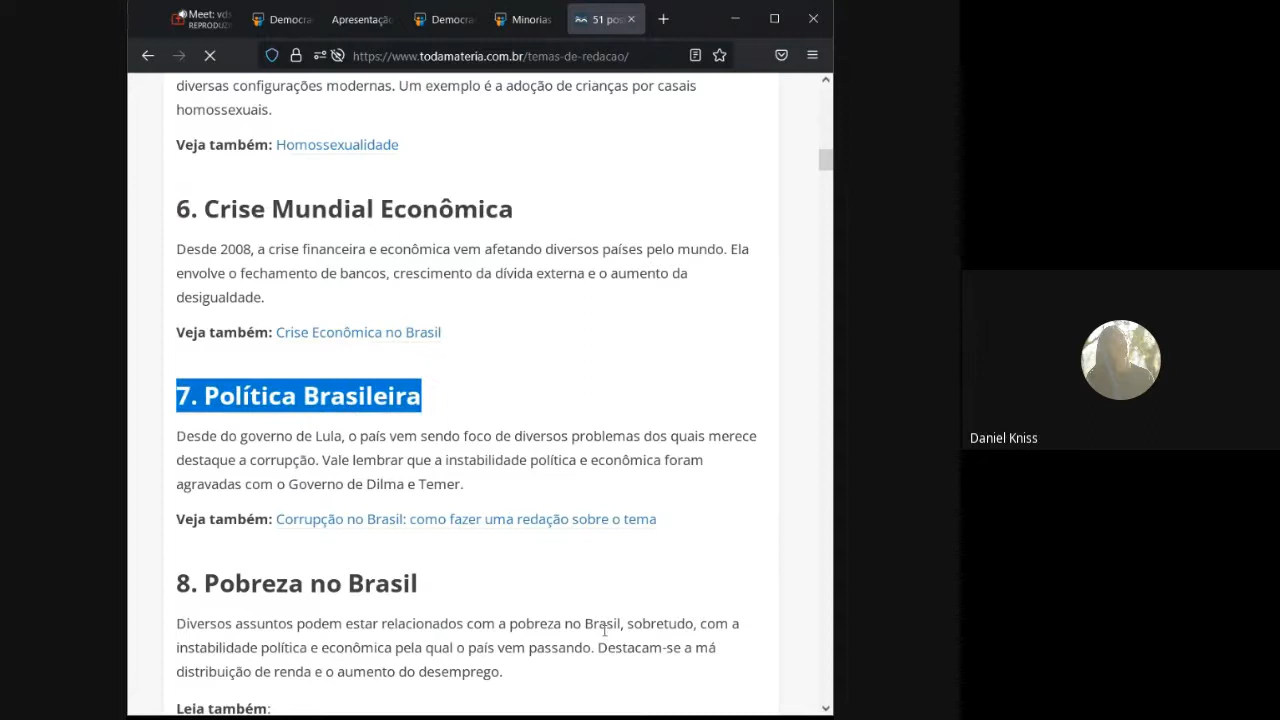 Meet: vds
REPRODUZ
Democra
Apresentaçã
Democra
Minorias
51 pos
https://www.todamateria.com.br/temas-de-redacao/
diversas configurações modernas. Um exemplo é a adoção de crianças por casais
homossexuais.
Veja também: Homossexualidade
6. Crise Mundial Econômica
Desde 2008, a crise financeira e econômica vem afetando diversos países pelo mundo. Ela
envolve o fechamento de bancos, crescimento da dívida externa e o aumento da
desigualdade.
Veja também: Crise Econômica no Brasil
7. Política Brasileira
Desde do governo de Lula, o país vem sendo foco de diversos problemas dos quais merece
destaque a corrupção. Vale lembrar que a instabilidade política e econômica foram
agravadas com o Governo de Dilma e Temer.
Veja também: Corrupção no Brasil: como fazer uma redação sobre o tema
8. Pobreza no Brasil
Diversos assuntos podem estar relacionados com a pobreza no Brasil, sobretudo, com a
instabilidade política e econômica pela qual o país vem passando. Destacam-se a má
distribuição de renda e o aumento do desemprego.
Leia também:
Daniel Kniss